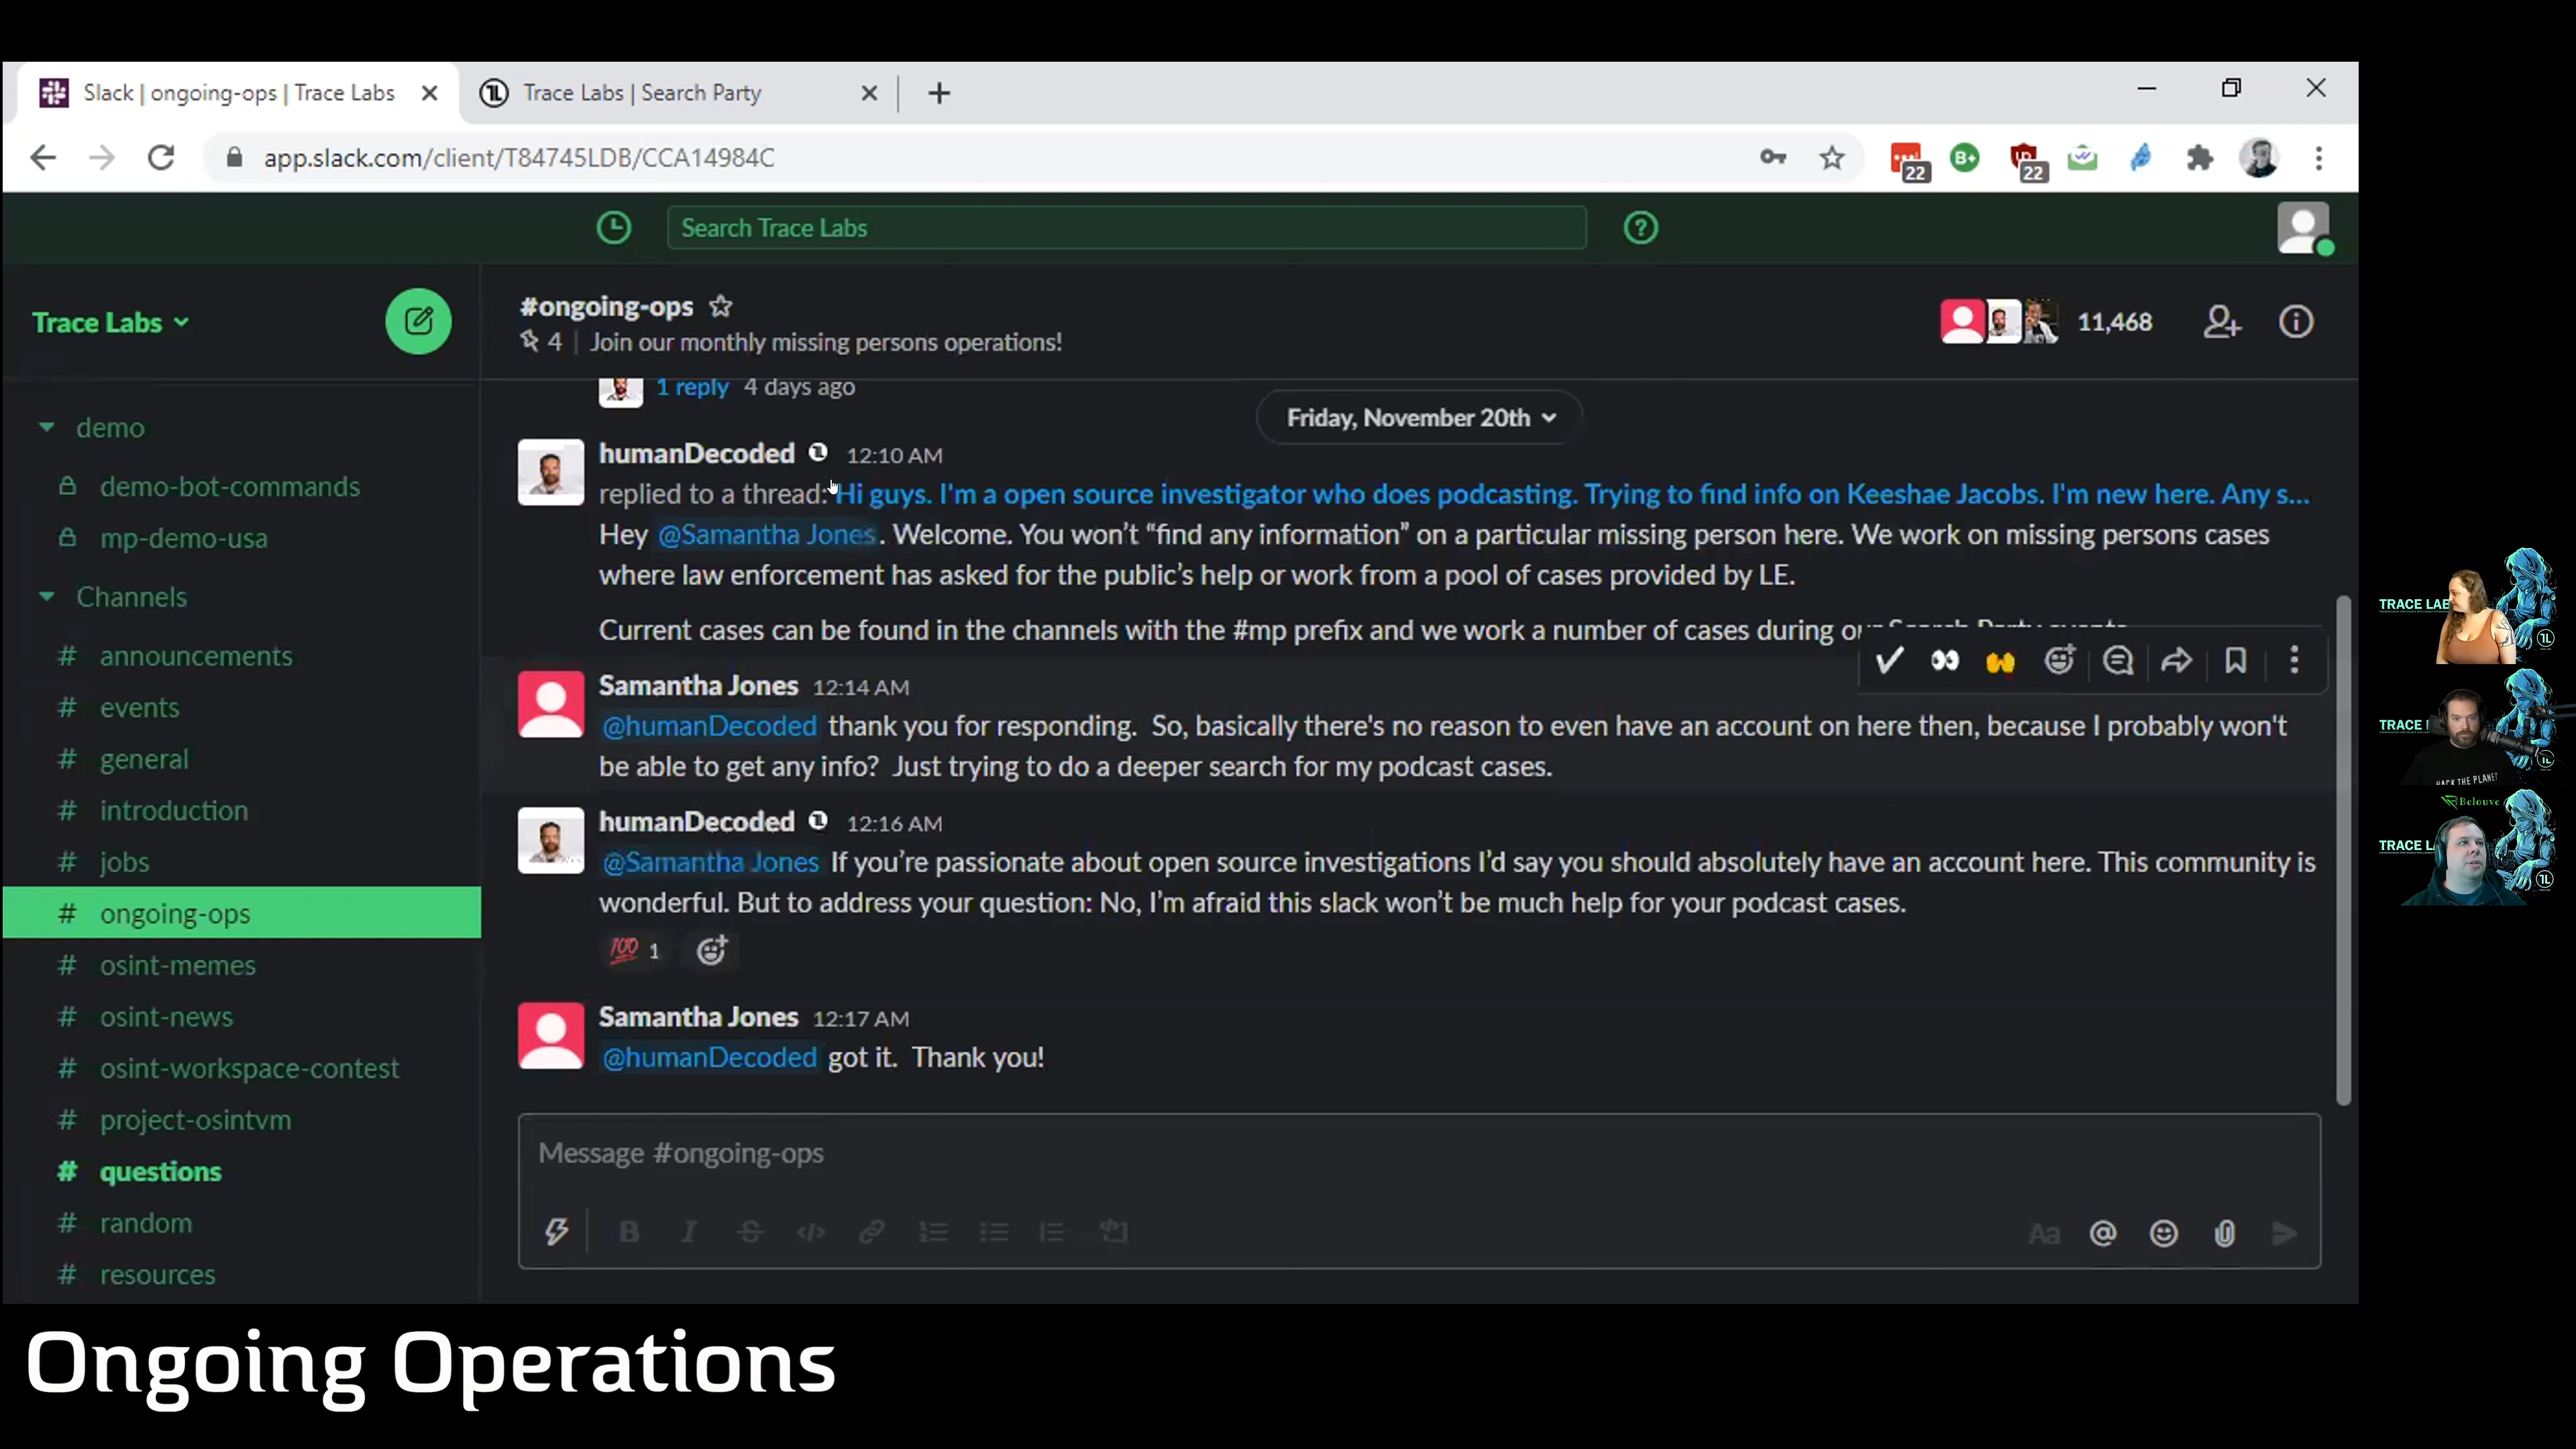 Slack | ongoing-ops | Trace Labs
Trace Labs | Search Party
app.slack.com/client/T84745LDB/CCA14984C
22
B+
22
Search Trace Labs
Trace Labs
#ongoing-ops
4 | Join our monthly missing persons operations!
11,468
demo
demo-bot-commands
mp-demo-usa
Channels
# announcements
# events
# general
# introduction
# jobs
# ongoing-ops
# osint-memes
# osint-news
# osint-workspace-contest
# project-osintvm
# questions
# random
# resources
1 reply 4 days ago
Friday, November 20th
humanDecoded 12:10 AM
replied to a thread: Hi guys. I'm a open source investigator who does podcasting. Trying to find info on Keeshae Jacobs. I'm new here. Any s...
Hey @Samantha Jones . Welcome. You won't “find any information” on a particular missing person here. We work on missing persons cases
where law enforcement has asked for the public's help or work from a pool of cases provided by LE.
Current cases can be found in the channels with the #mp prefix and we work a number of cases during our Search Party events
Samantha Jones 12:14 AM
@humanDecoded thank you for responding. So, basically there's no reason to even have an account on here then, because I probably won't
be able to get any info? Just trying to do a deeper search for my podcast cases.
humanDecoded 12:16 AM
@Samantha Jones If you're passionate about open source investigations I'd say you should absolutely have an account here. This community is
wonderful. But to address your question: No, I'm afraid this slack won't be much help for your podcast cases.
100 1
Samantha Jones 12:17 AM
@humanDecoded got it. Thank you!
Message #ongoing-ops
B I S </> Aa @
TRACE LAB
TRACE
HACK THE PLANET
Belouve
TRACE L
Ongoing Operations